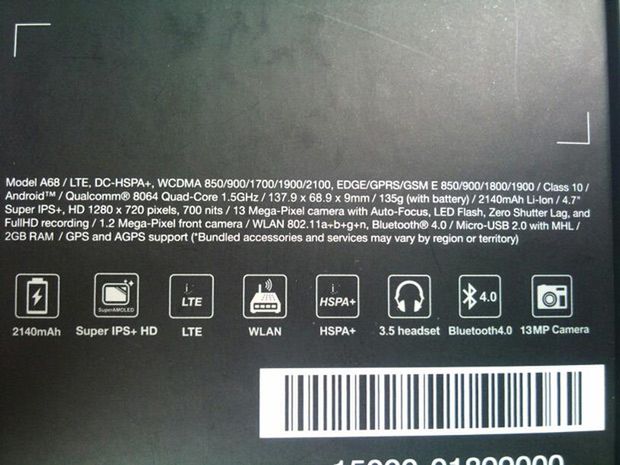 Model A68 / LTE, DC-HSPA+, WCDMA 850/900/1700/1900/2100, EDGE/GPRS/GSM E 850/900/1800/1900 / Class 10 /
Android™ / Qualcomm® 8064 Quad-Core 1.5GHz / 137.9 x 68.9 x 9mm / 135g (with battery) / 2140mAh Li-Ion / 4.7"
Super IPS+, HD 1280 x 720 pixels, 700 nits / 13 Mega-Pixel camera with Auto-Focus, LED Flash, Zero Shutter Lag, and
FullHD recording / 1.2 Mega-Pixel front camera / WLAN 802.11a+b+g+n, Bluetooth® 4.0 / Micro-USB 2.0 with MHL /
2GB RAM / GPS and AGPS support (*Bundled accessories and services may vary by region or territory)
SuperAMOLED LTE HSPA+ 4.0
2140mAh Super IPS+ HD LTE WLAN HSPA+ 3.5 headset Bluetooth4.0 13MP Camera